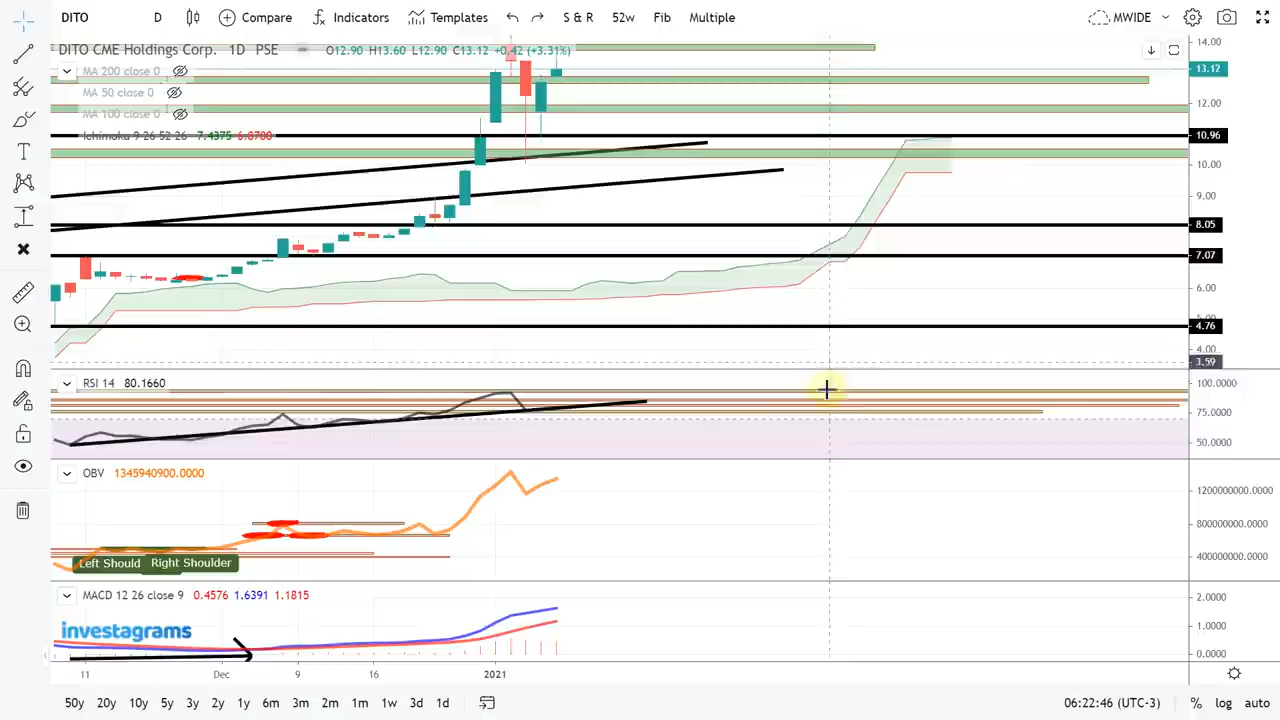 DITO D Compare Indicators Templates S & R 52w Fib Multiple MWIDE
DITO CME Holdings Corp. 1D PSE O12.90 H13.60 L12.90 C13.12 +0.42 (+3.31%)
MA 200 close 0
MA 50 close 0
MA 100 close 0
Ichimoku 9 26 52 26 7.4375 6.8700
14.00
13.12
12.00
10.96
10.00
9.00
8.05
7.07
6.00
5.00
4.76
4.00
3.59
RSI 14 80.1660
100.0000
75.0000
50.0000
OBV 1345940900.0000
1200000000.0000
800000000.0000
400000000.0000
Left Should Right Shoulder
MACD 12 26 close 9 0.4576 1.6391 1.1815
2.0000
1.0000
0.0000
investagrams
11 Dec 9 16 2021
50y 20y 10y 5y 3y 2y 1y 6m 3m 2m 1m 1w 3d 1d 06:22:46 (UTC-3) % log auto